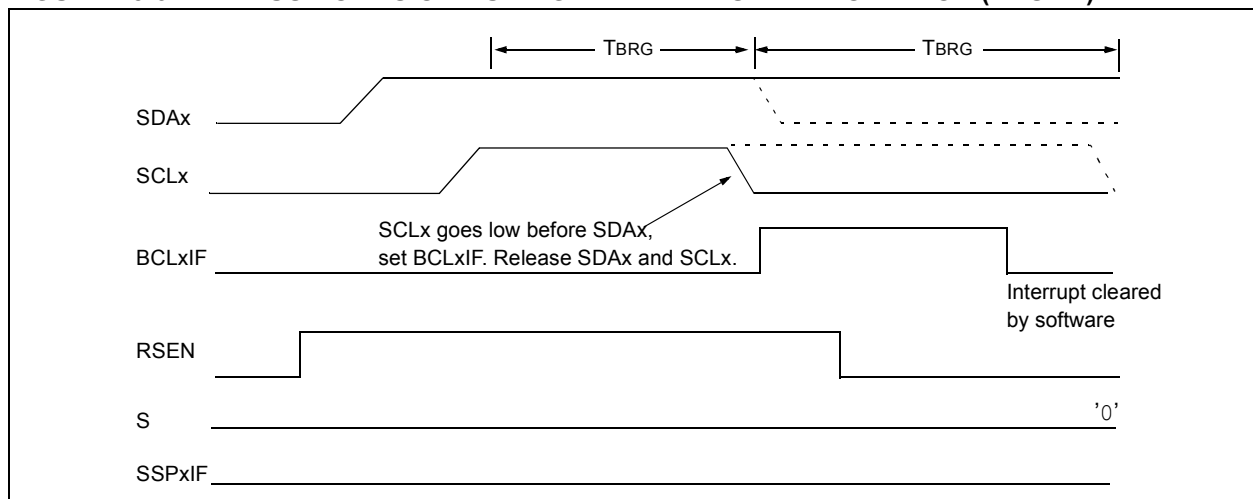 TBRG TBRG
SDAx
SCLx
SCLx goes low before SDAx,
set BCLxIF. Release SDAx and SCLx.
BCLxIF
Interrupt cleared
by software
RSEN
S '0'
SSPxIF